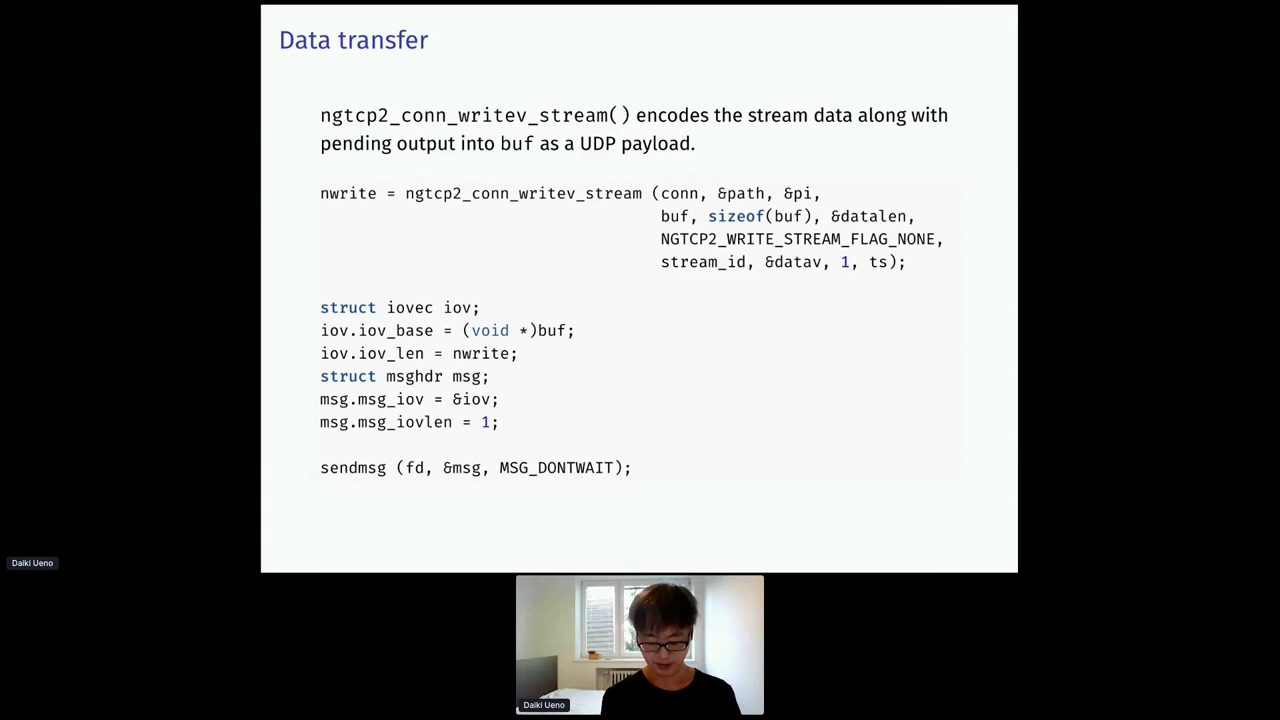 Data transfer
ngtcp2_conn_writev_stream() encodes the stream data along with
pending output into buf as a UDP payload.
nwrite = ngtcp2_conn_writev_stream (conn, &path, &pi,
buf, sizeof(buf), &datalen,
NGTCP2_WRITE_STREAM_FLAG_NONE,
stream_id, &datav, 1, ts);
struct iovec iov;
iov.iov_base = (void *)buf;
iov.iov_len = nwrite;
struct msghdr msg;
msg.msg_iov = &iov;
msg.msg_iovlen = 1;
sendmsg (fd, &msg, MSG_DONTWAIT);
Daiki Ueno
Daiki Ueno